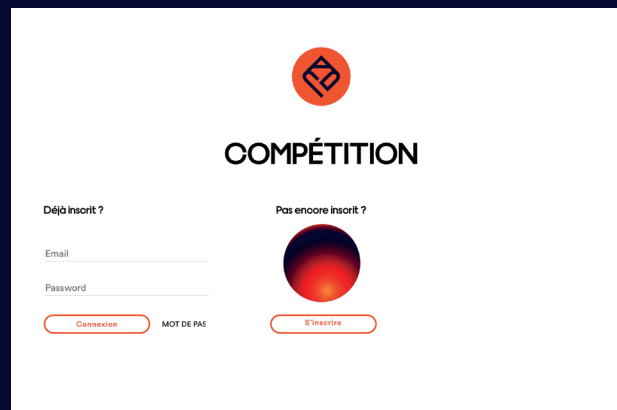 COMPÉTITION
Déjà inscrit ?
Email
Password
Connexion
MOT DE PAS
Pas encore inscrit ?
S'inscrire